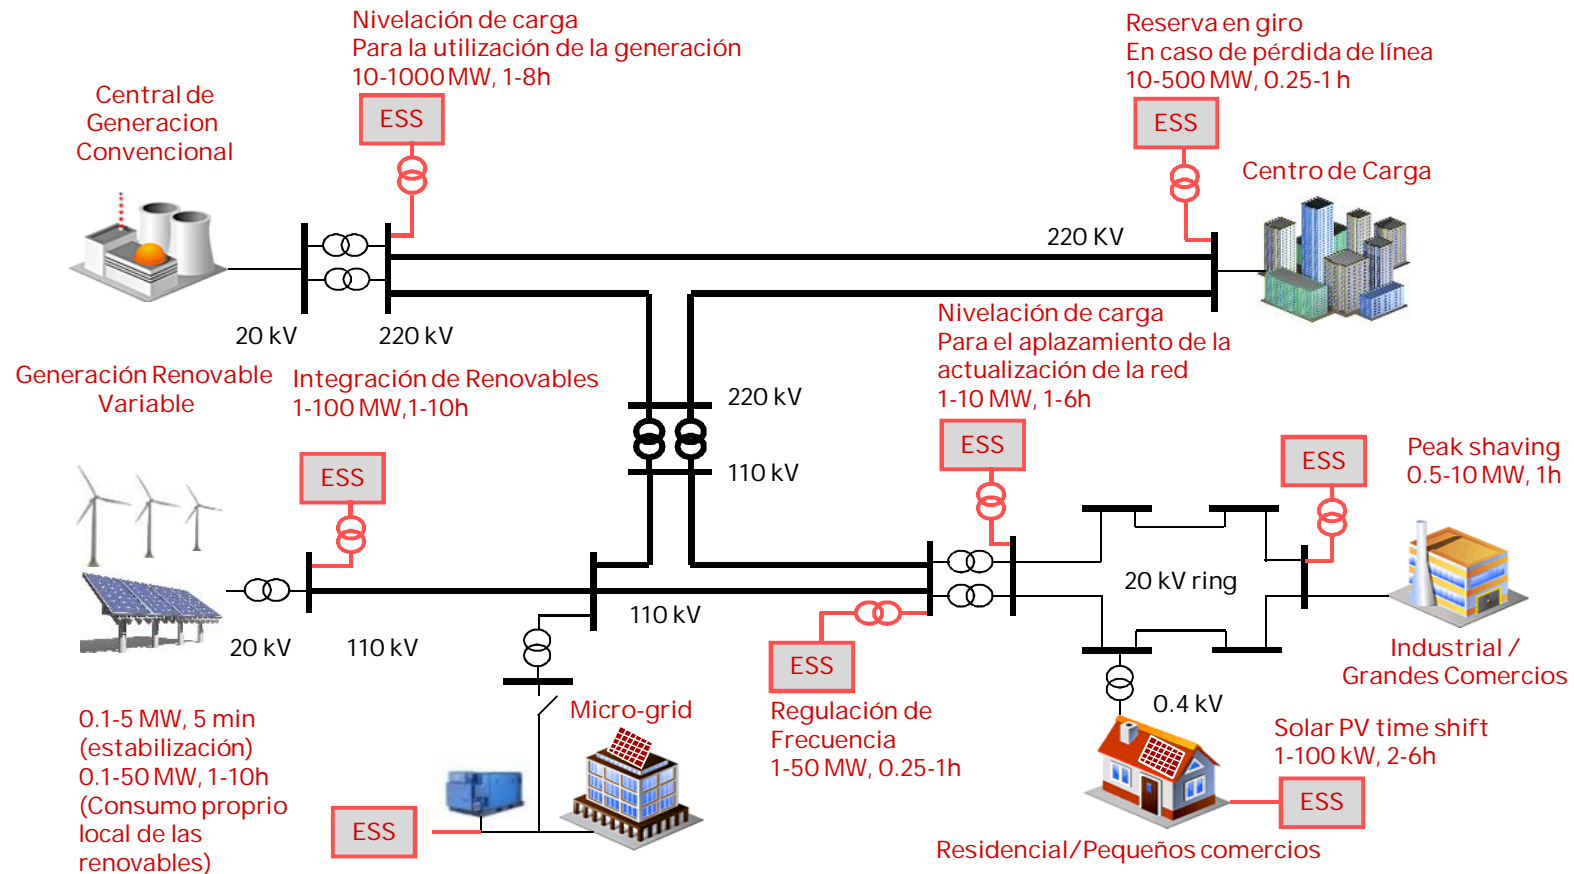 Nivelación de carga
Para la utilización de la generación
10-1000 MW, 1-8h
ESS
Reserva en giro
En caso de pérdida de línea
10-500 MW, 0.25-1 h
ESS
Central de
Generacion
Convencional
Centro de Carga
220 KV
20 kV
220 kV
Nivelación de carga
Para el aplazamiento de la
actualización de la red
1-10 MW, 1-6h
ESS
Generación Renovable
Variable
Integración de Renovables
1-100 MW,1-10h
ESS
220 kV
110 kV
Peak shaving
0.5-10 MW, 1h
ESS
20 kV ring
20 kV
110 kV
110 kV
ESS
Regulación de
Frecuencia
1-50 MW, 0.25-1h
Industrial /
Grandes Comercios
0.4 kV
0.1-5 MW, 5 min
(estabilización)
0.1-50 MW, 1-10h
(Consumo proprio
local de las
renovables)
ESS
Micro-grid
Solar PV time shift
1-100 kW, 2-6h
ESS
Residencial/Pequeños comercios